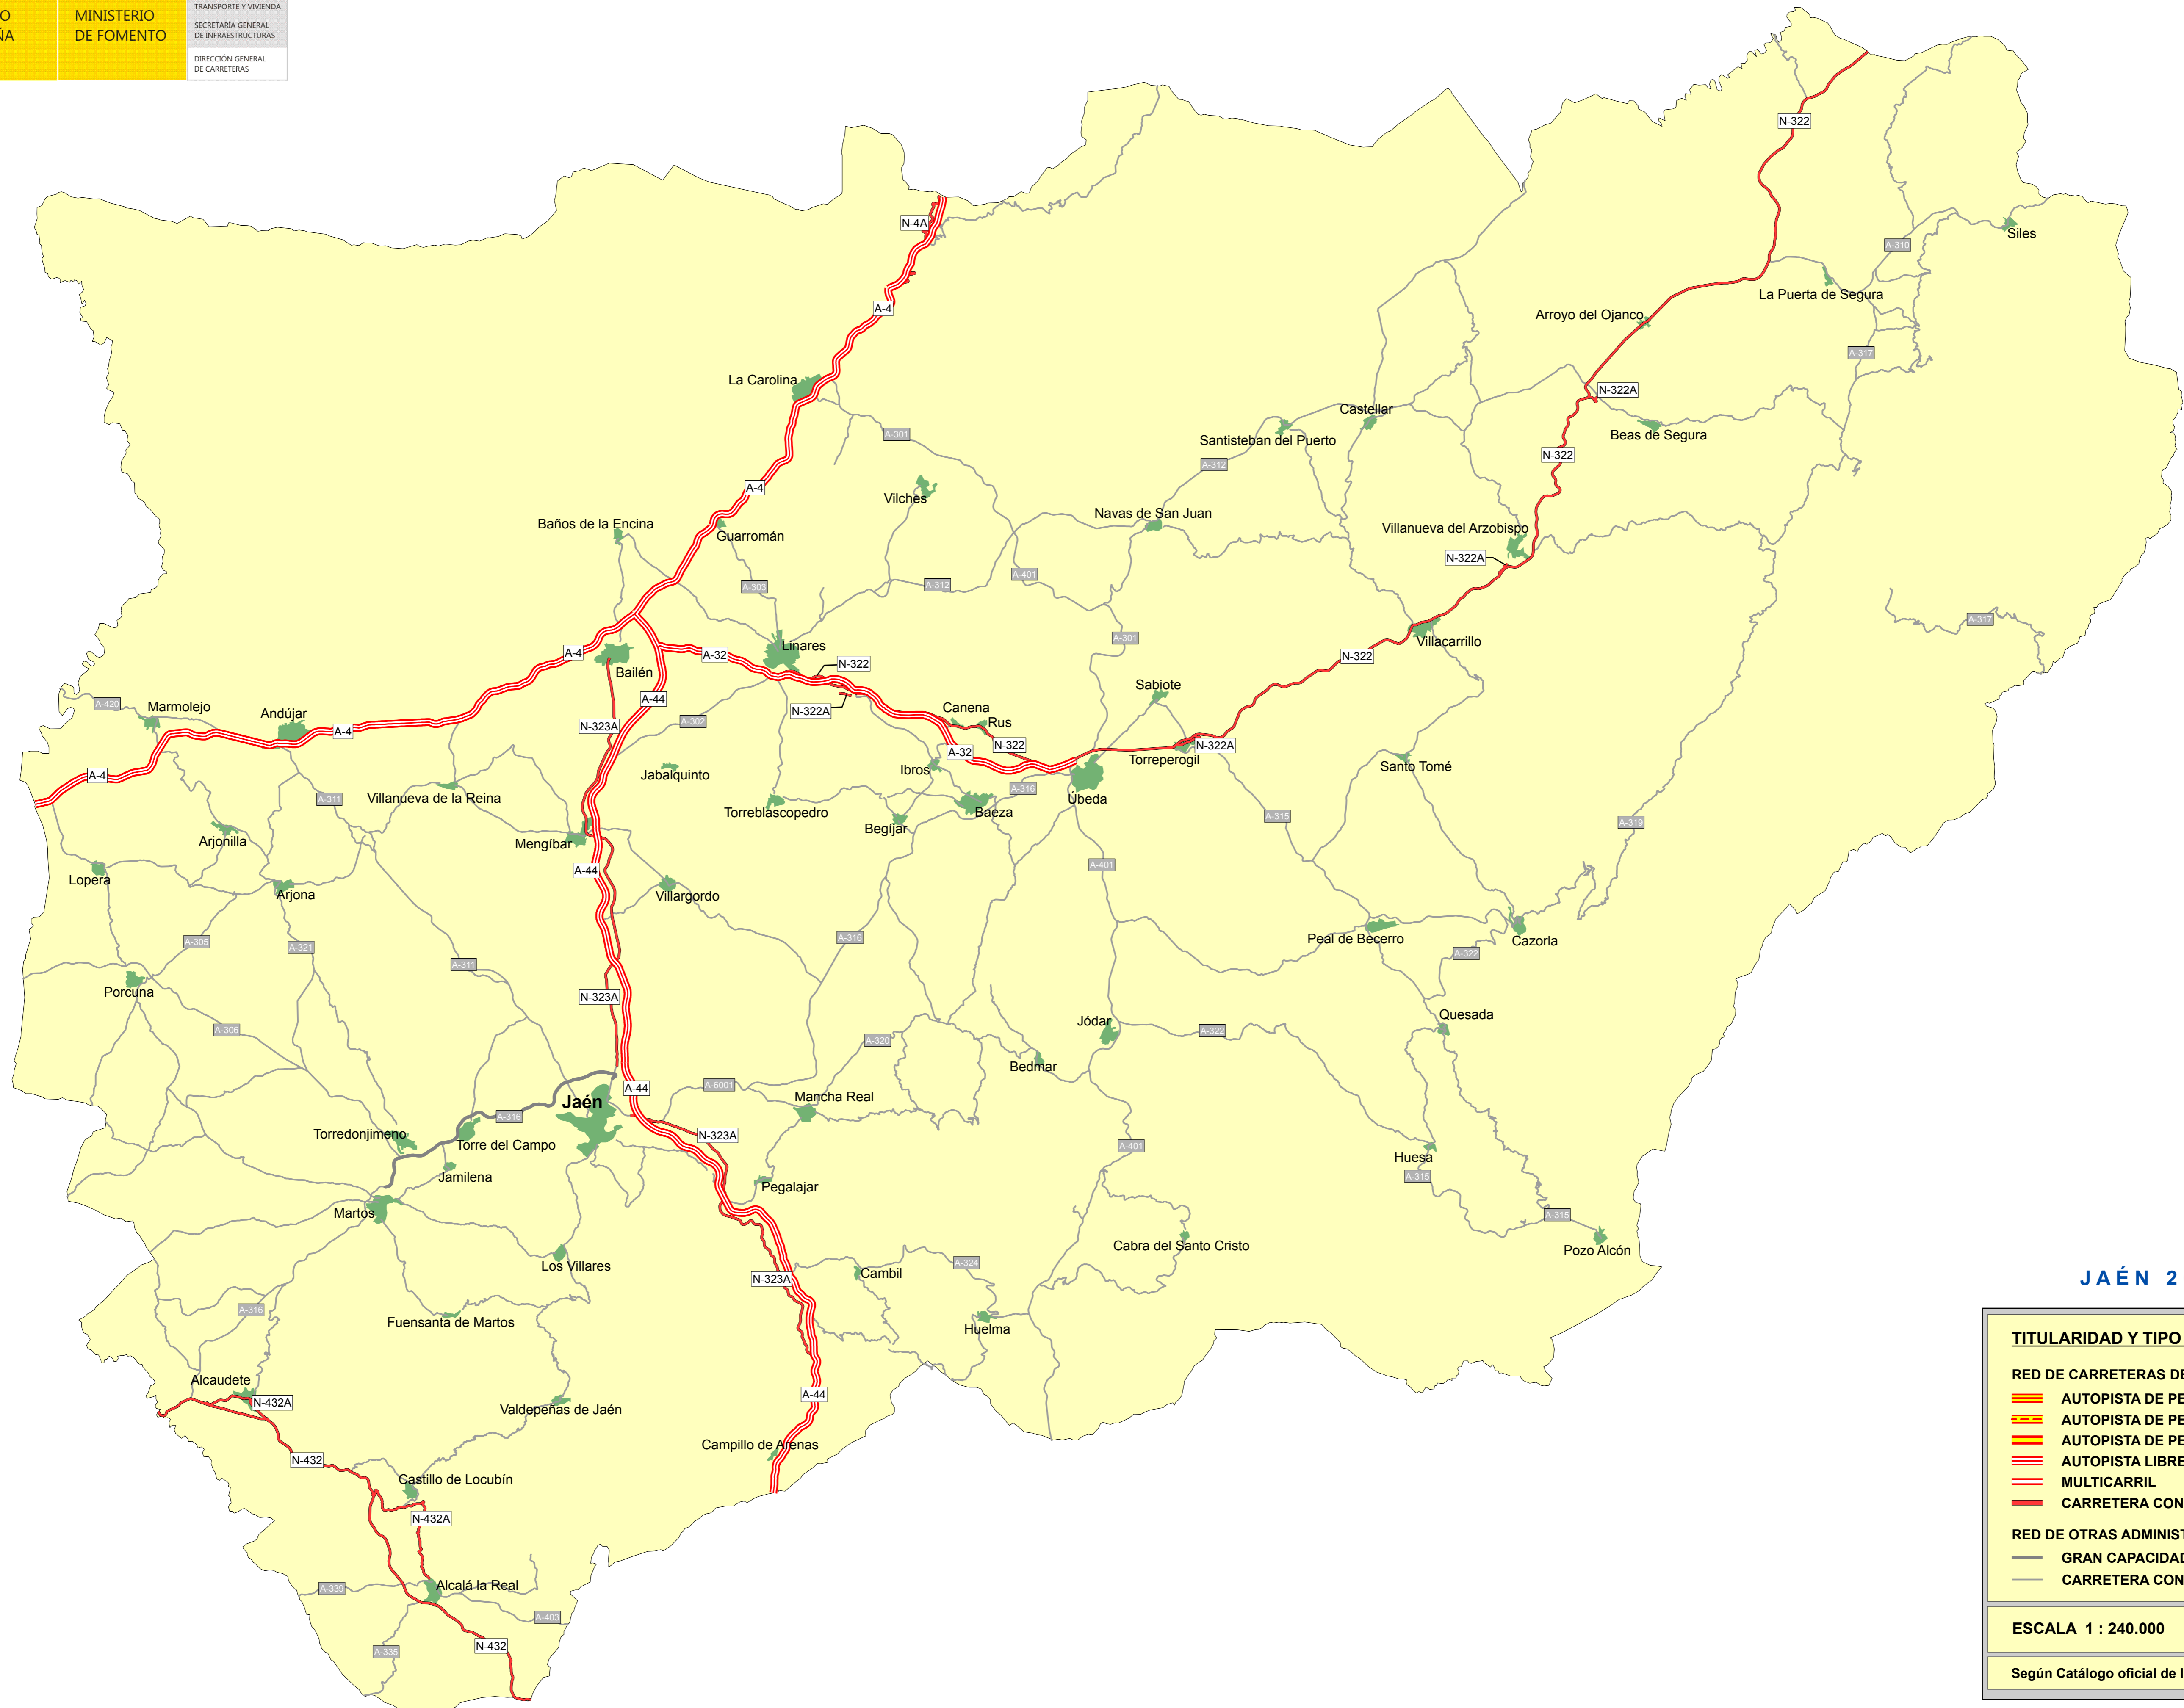 MINISTERIO
DE FOMENTO
TRANSPORTE Y VIVIENDA
SECRETARÍA GENERAL
DE INFRAESTRUCTURAS
DIRECCIÓN GENERAL
DE CARRETERAS
N-322
N-4A
Siles
A-310
La Puerta de Segura
A-4
Arroyo del Ojanco
A-317
La Carolina
N-322A
Castellar
A-301
Santisteban del Puerto
Beas de Segura
N-322
A-312
A-4
Vilches
Navas de San Juan
Baños de la Encina
Guarromán
Villanueva del Arzobispo
N-322A
A-401
A-303
A-312
A-317
A-301
Linares
Villacarrillo
A-4
A-32
N-322
N-322
Bailén
Sabiote
A-44
A-420
Marmolejo
Andújar
N-322A
Canena
A-302
Rus
N-323A
A-4
N-322
N-322A
A-32
Torreperogil
Santo Tomé
Ibros
A-4
Jabalquinto
A-316
Úbeda
Villanueva de la Reina
A-311
Torreblascopedro
Baeza
A-315
A-319
Begíjar
Arjonilla
Mengíbar
A-401
A-44
Lopera
Arjona
Villargordo
A-316
Peal de Becerro
Cazorla
A-305
A-321
A-322
A-311
Porcuna
N-323A
Quesada
Jódar
A-306
A-322
A-320
Bedmar
A-6001
A-44
Mancha Real
Jaén
A-316
Torredonjimeno
N-323A
Torre del Campo
A-401
Huesa
Jamilena
A-315
Pegalajar
Martos
A-315
Cabra del Santo Cristo
Pozo Alcón
Los Villares
A-324
Cambil
N-323A
A-316
Fuensanta de Martos
Huelma
Alcaudete
A-44
N-432A
Valdepeñas de Jaén
Campillo de Arenas
N-432
Castillo de Locubín
N-432A
Alcalá la Real
A-339
A-403
N-432
A-335
JAÉN 2
TITULARIDAD Y TIPO
RED DE CARRETERAS
AUTOPISTA DE
AUTOPISTA DE
AUTOPISTA DE
AUTOPISTA LIBRE
MULTICARRIL
CARRETERA CON
RED DE OTRAS
GRAN CAPACIDAD
CARRETERA CON
ESCALA 1 : 240.000
Según Catálogo oficial de